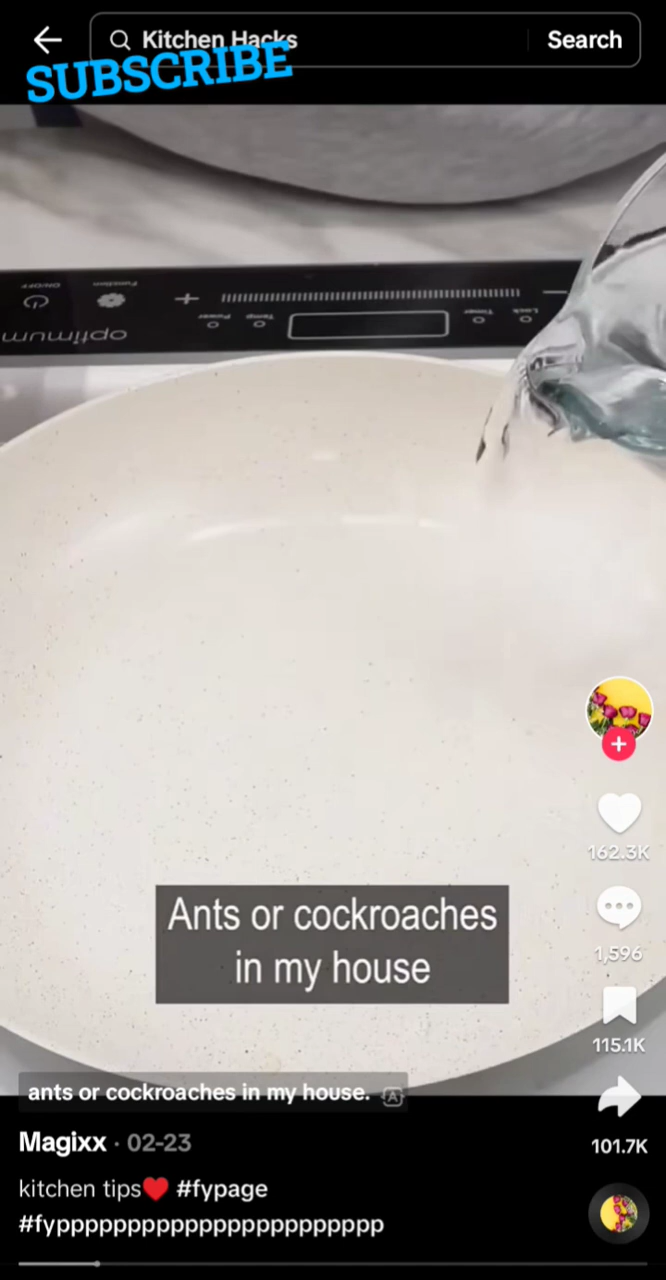 Kitchen Hacks
Search
SUBSCRIBE
ON/OFF
Function
Power
Temp
Timer
Lock
optimum
162.3K
1,596
115.1K
101.7K
Ants or cockroaches
in my house
ants or cockroaches in my house.
Magixx · 02-23
kitchen tips❤️ #fypage
#fyppppppppppppppppppppppp